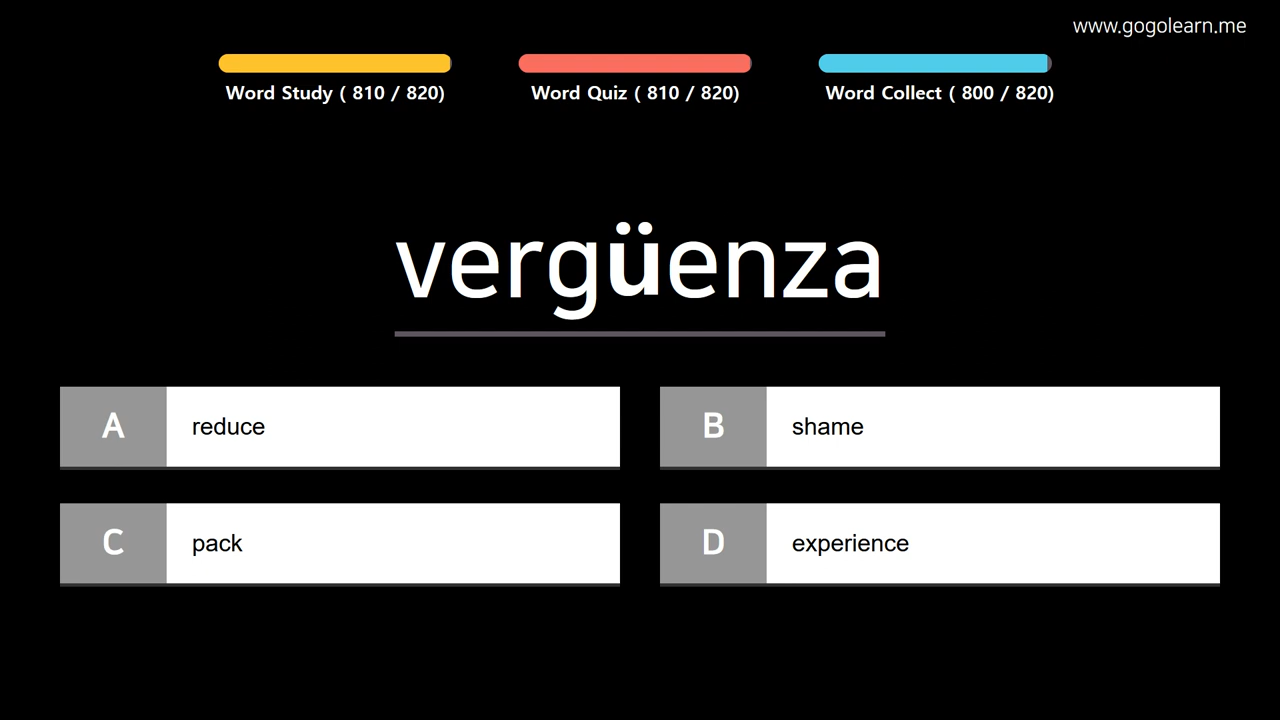 www.gogolearn.me
Word Study ( 810 / 820)
Word Quiz ( 810 / 820)
Word Collect ( 800 / 820)
vergüenza
A reduce
B shame
C pack
D experience